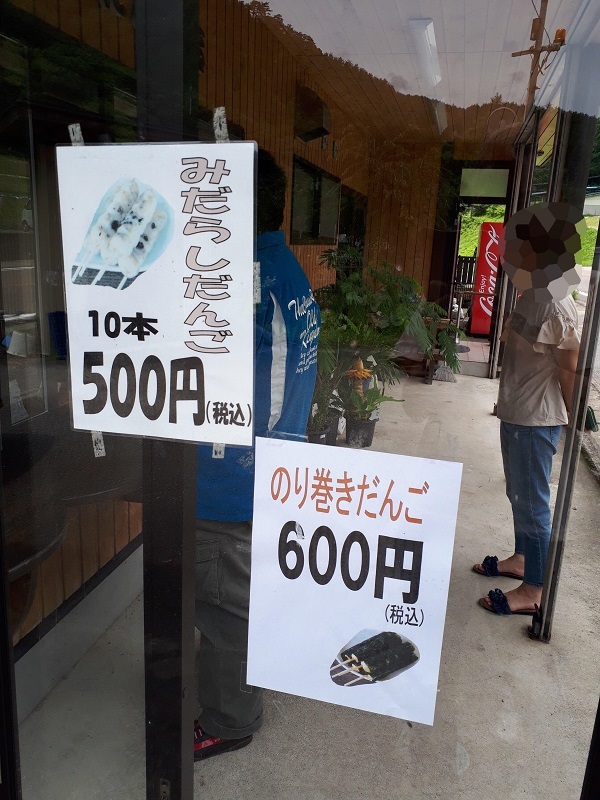 みだらしだんご
10本
500円(税込)
のり巻きだんご
600円
(税込)
Enjoy!